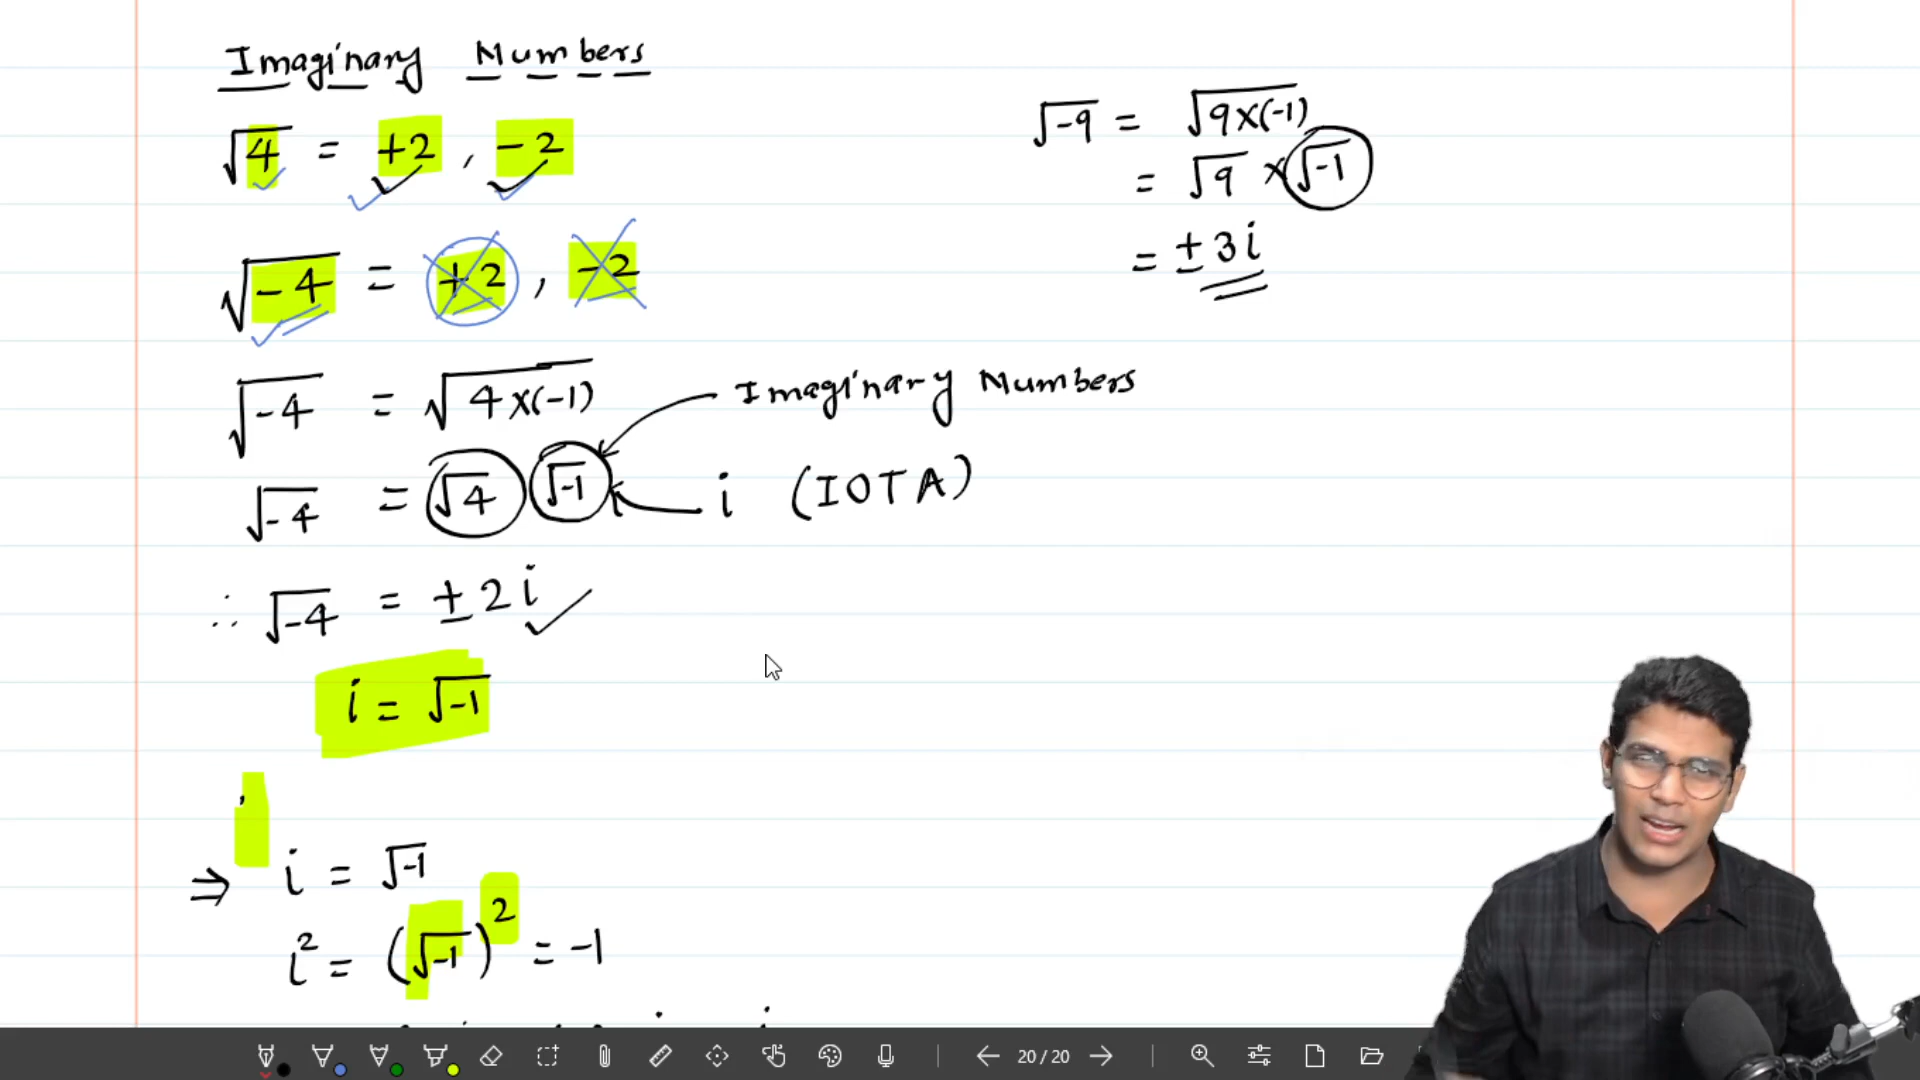 Imaginary Numbers
√4 = +2 , -2
√-4 = +2 , -2
√-4 = √4×(-1)
Imaginary Numbers
√-4 = √4 √-1
i (IOTA)
∴ √-4 = ±2i
i = √-1
⇒ i = √-1
i² = (√-1)² = -1
√-9 = √9×(-1)
= √9 × √-1
= ±3i
20 / 20